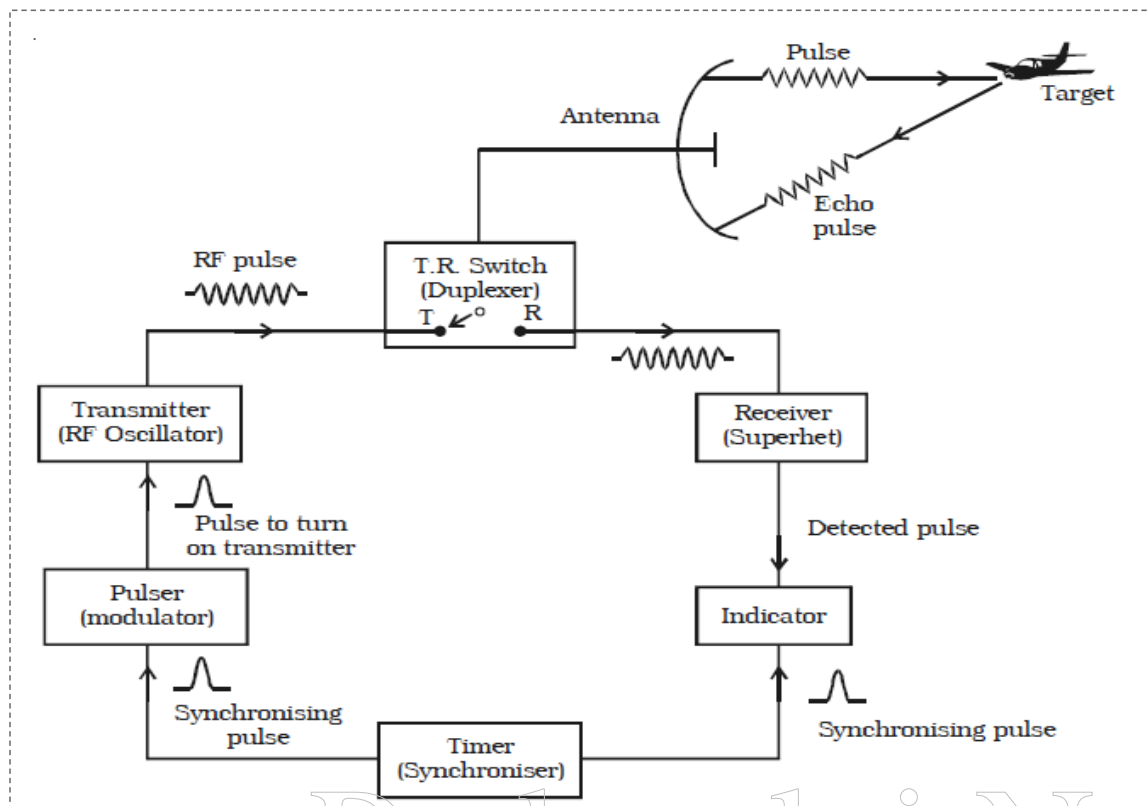 Pulse
Target
Antenna
Echo
pulse
RF pulse
T.R. Switch
(Duplexer)
T
R
Transmitter
(RF Oscillator)
Receiver
(Superhet)
Pulse to turn
on transmitter
Detected pulse
Pulser
(modulator)
Indicator
Synchronising
pulse
Synchronising pulse
Timer
(Synchroniser)